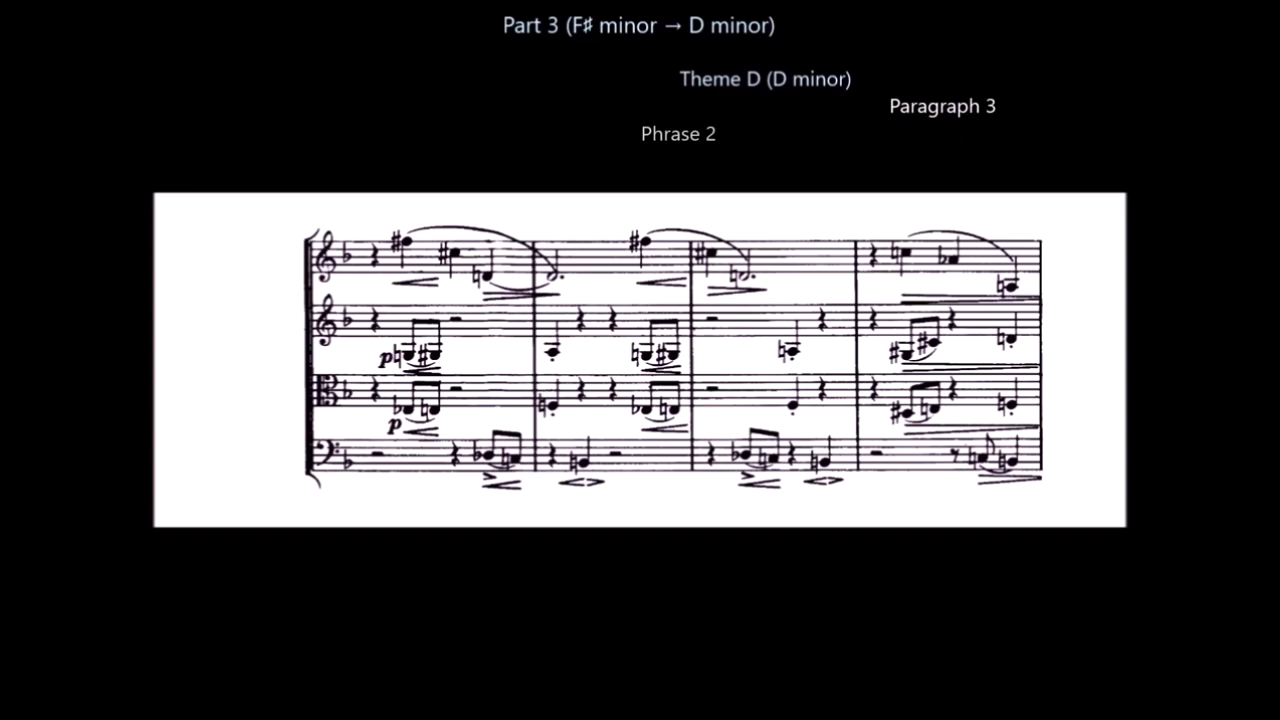 Part 3 (F♯ minor → D minor)
Theme D (D minor)
Paragraph 3
Phrase 2
p
p